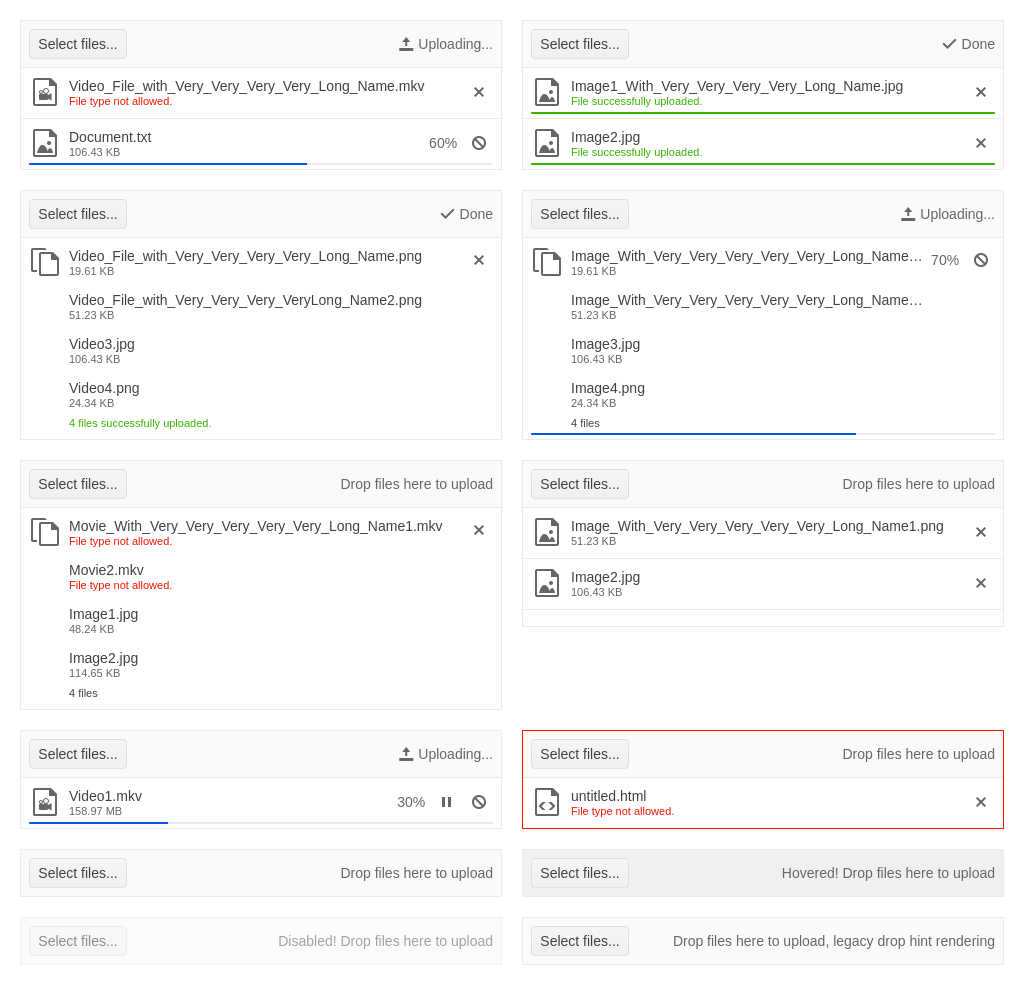 Select files...
Uploading...
Video_File_with_Very_Very_Very_Very_Long_Name.mkv
File type not allowed.
Document.txt
106.43 KB
60%
Select files...
Done
Image1_With_Very_Very_Very_Very_Long_Name.jpg
File successfully uploaded.
Image2.jpg
File successfully uploaded.
Select files...
Done
Video_File_with_Very_Very_Very_Very_Long_Name.png
19.61 KB
Video_File_with_Very_Very_Very_VeryLong_Name2.png
51.23 KB
Video3.jpg
106.43 KB
Video4.png
24.34 KB
4 files successfully uploaded.
Select files...
Uploading...
Image_With_Very_Very_Very_Very_Very_Long_Name…
70%
19.61 KB
Image_With_Very_Very_Very_Very_Very_Long_Name…
51.23 KB
Image3.jpg
106.43 KB
Image4.png
24.34 KB
4 files
Select files...
Drop files here to upload
Movie_With_Very_Very_Very_Very_Very_Long_Name1.mkv
File type not allowed.
Movie2.mkv
File type not allowed.
Image1.jpg
48.24 KB
Image2.jpg
114.65 KB
4 files
Select files...
Drop files here to upload
Image_With_Very_Very_Very_Very_Very_Long_Name1.png
51.23 KB
Image2.jpg
106.43 KB
Select files...
Uploading...
Video1.mkv
158.97 MB
30%
Select files...
Drop files here to upload
untitled.html
File type not allowed.
Select files...
Drop files here to upload
Select files...
Hovered! Drop files here to upload
Select files...
Disabled! Drop files here to upload
Select files...
Drop files here to upload, legacy drop hint rendering